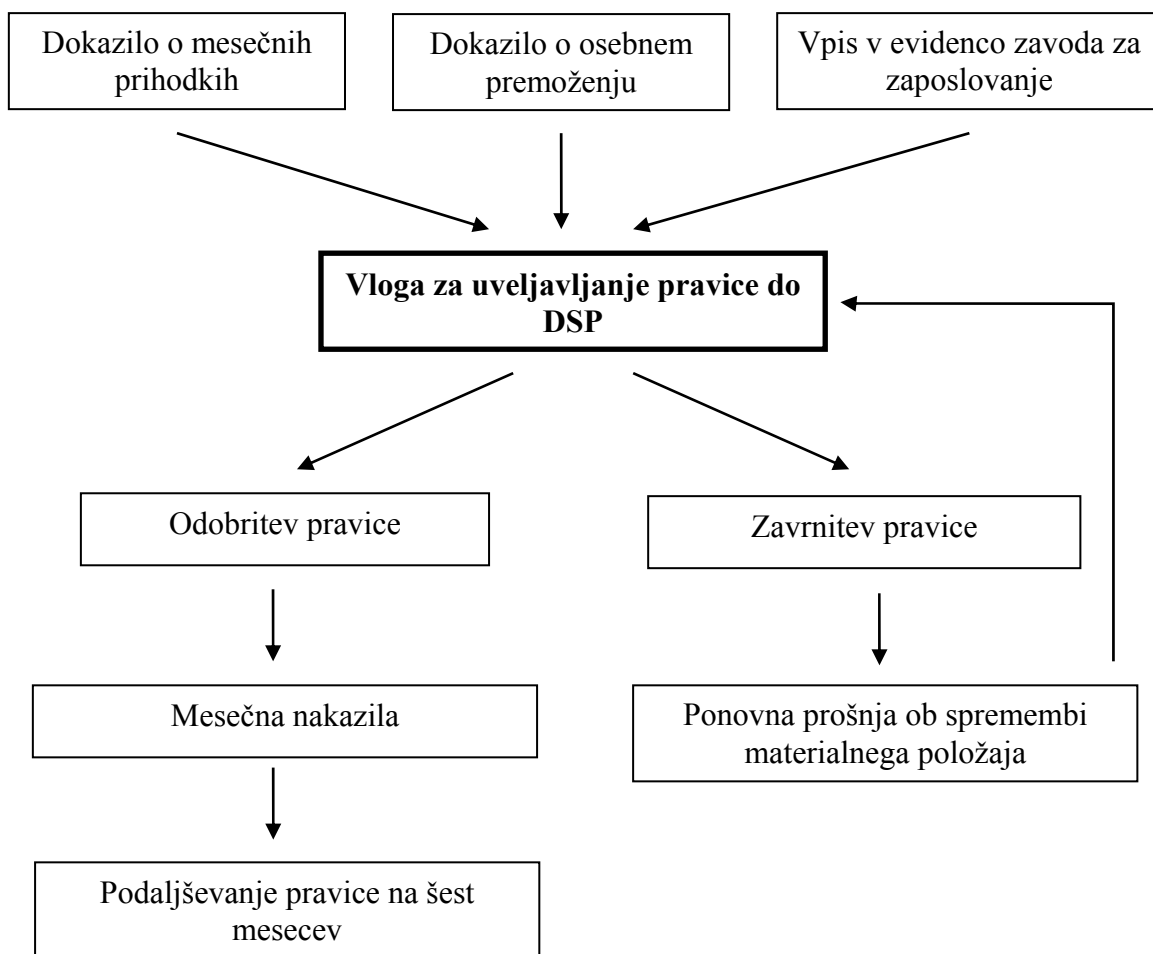 Dokazilo o mesečnih
prihodkih
Dokazilo o osebnem
premoženju
Vpis v evidenco zavoda za
zaposlovanje
Vloga za uveljavljanje pravice do
DSP
Odobritev pravice
Zavrnitev pravice
Mesečna nakazila
Ponovna prošnja ob spremembi
materialnega položaja
Podaljševanje pravice na šest
mesecev